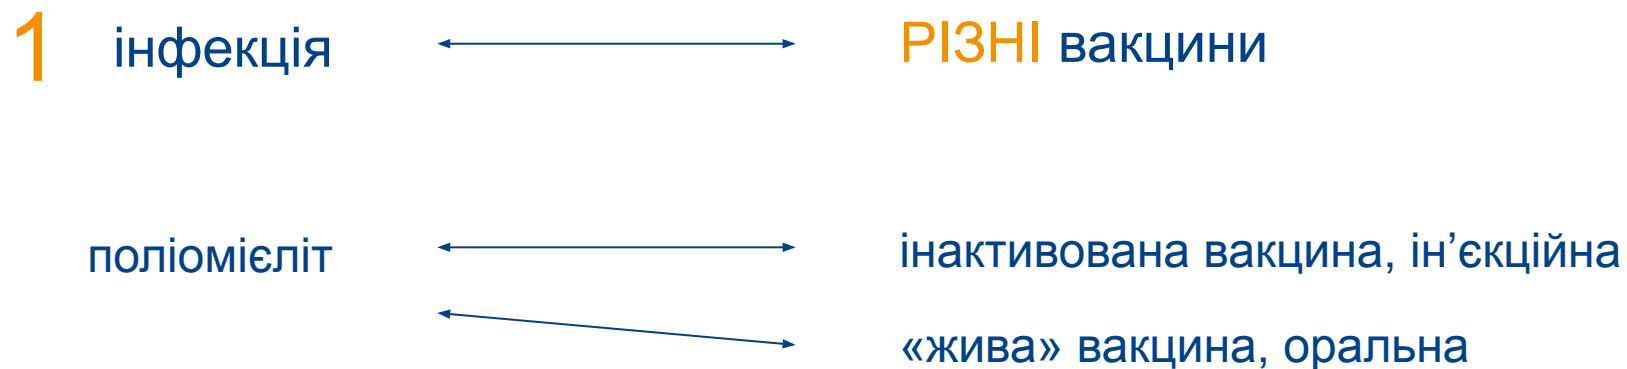 1 інфекція РІЗНІ вакцини
поліомієліт інактивована вакцина, ін’єкційна
«жива» вакцина, оральна